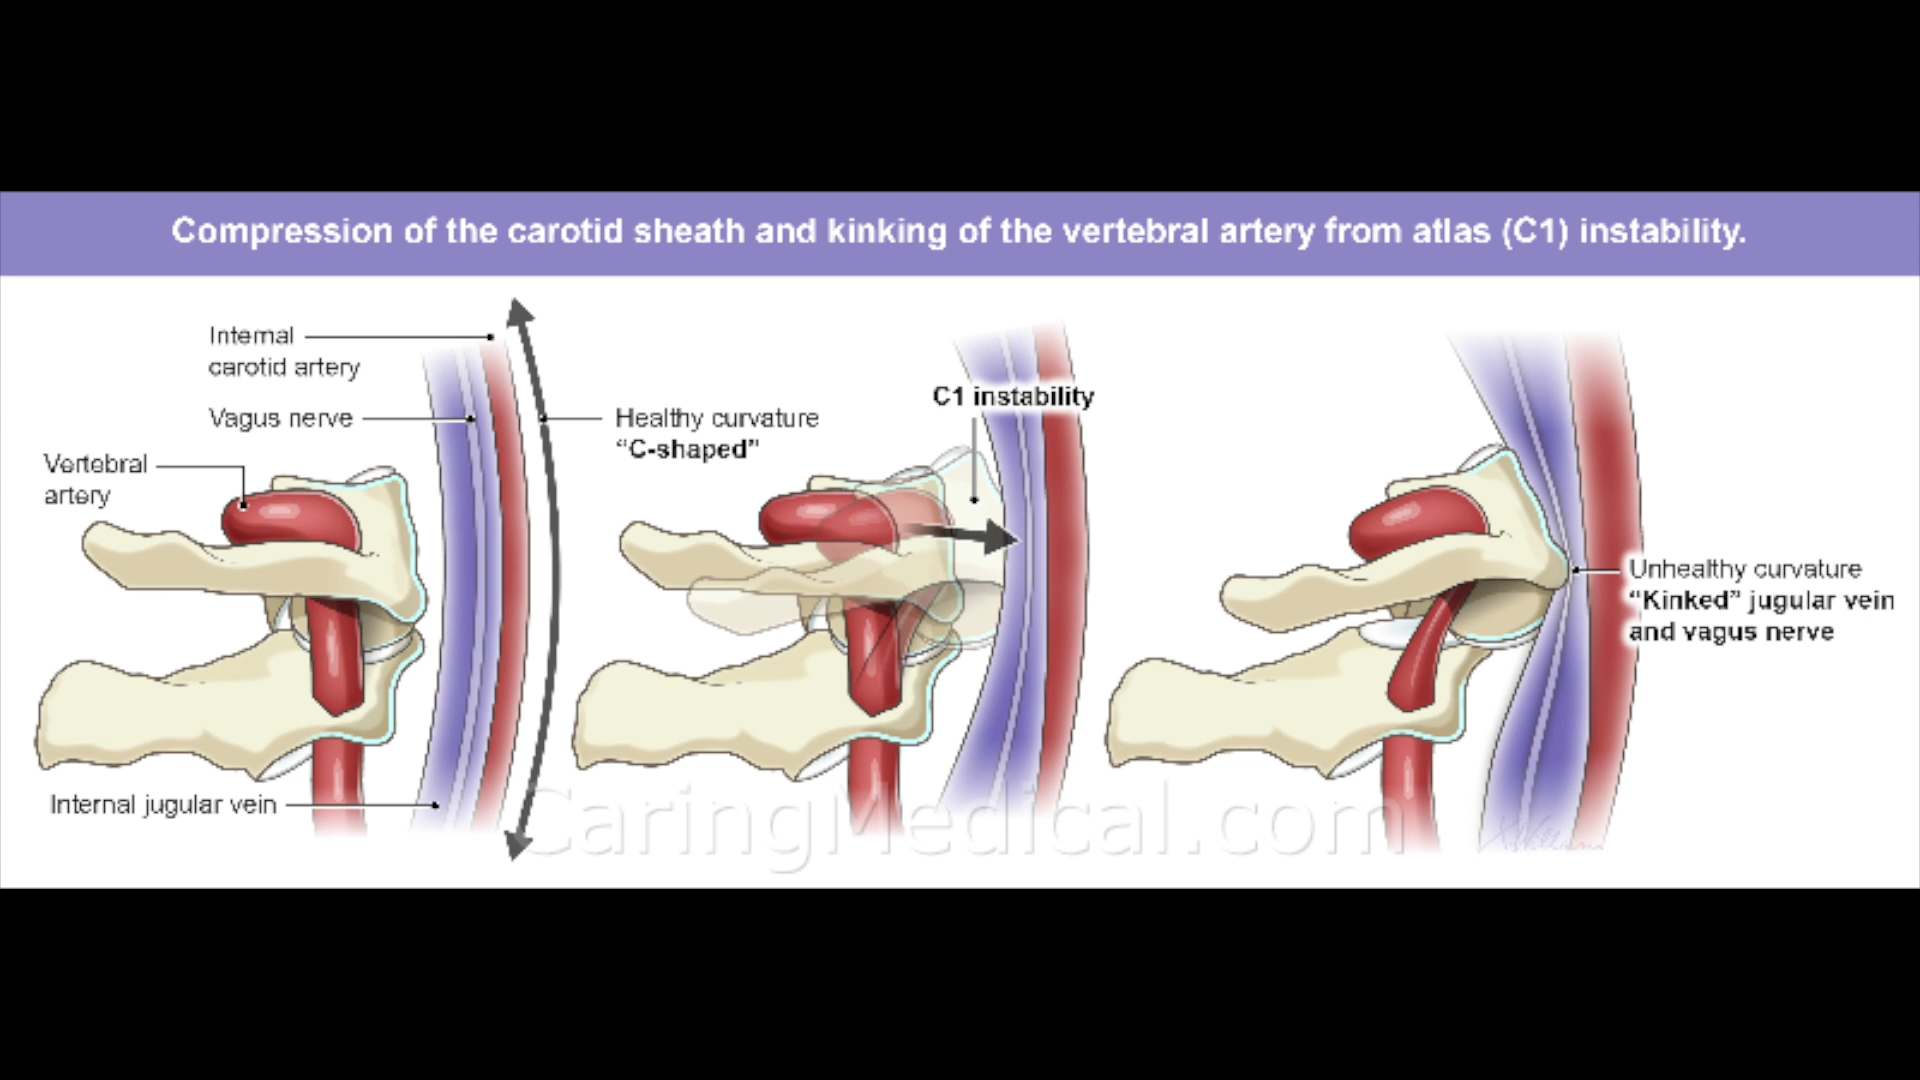 Compression of the carotid sheath and kinking of the vertebral artery from atlas (C1) instability.
Internal
carotid artery
Vagus nerve
Vertebral
artery
Internal jugular vein
Healthy curvature
“C-shaped”
C1 instability
Unhealthy curvature
“Kinked” jugular vein
and vagus nerve
CaringMedical.com